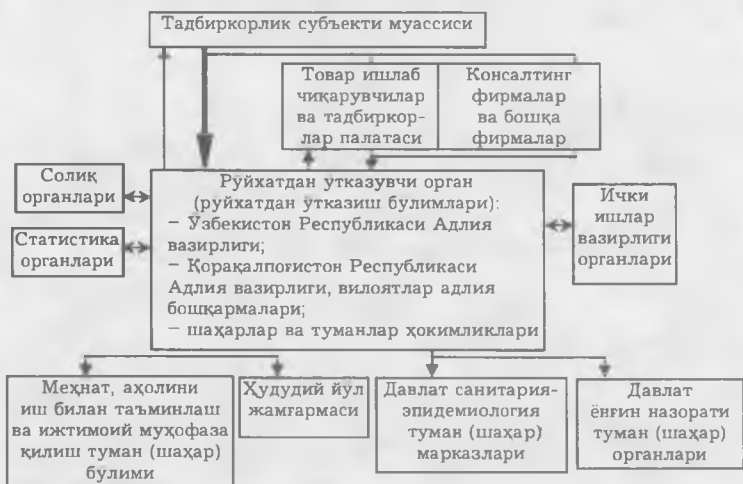 Тадбиркорлик субъекти муассиси
Товар ишлаб
чиқарувчилар
ва тадбиркор-
лар палатаси
Консалтинг
фирмалар
ва бошқа
фирмалар
Солиқ
органлари
Статистика
органлари
Руйхатдан утказувчи орган
(руйхатдан утказиш булимлари):
– Узбекистон Республикаси Адлия
вазирлиги;
– Қорақалпоғистон Республикаси
Адлия вазирлиги, вилоятлар адлия
бошқармалари;
– шаҳарлар ва туманлар ҳокимликлари
Ички
ишлар
вазирлиги
органлари
Меҳнат, аҳолини
иш билан таъминлаш
ва ижтимоий муҳофаза
қилиш туман (шаҳар)
булими
Ҳудудий йул
жамғармаси
Давлат санитария-
эпидемиология
туман (шаҳар)
марказлари
Давлат
ёнғин назорати
туман (шаҳар)
органлари